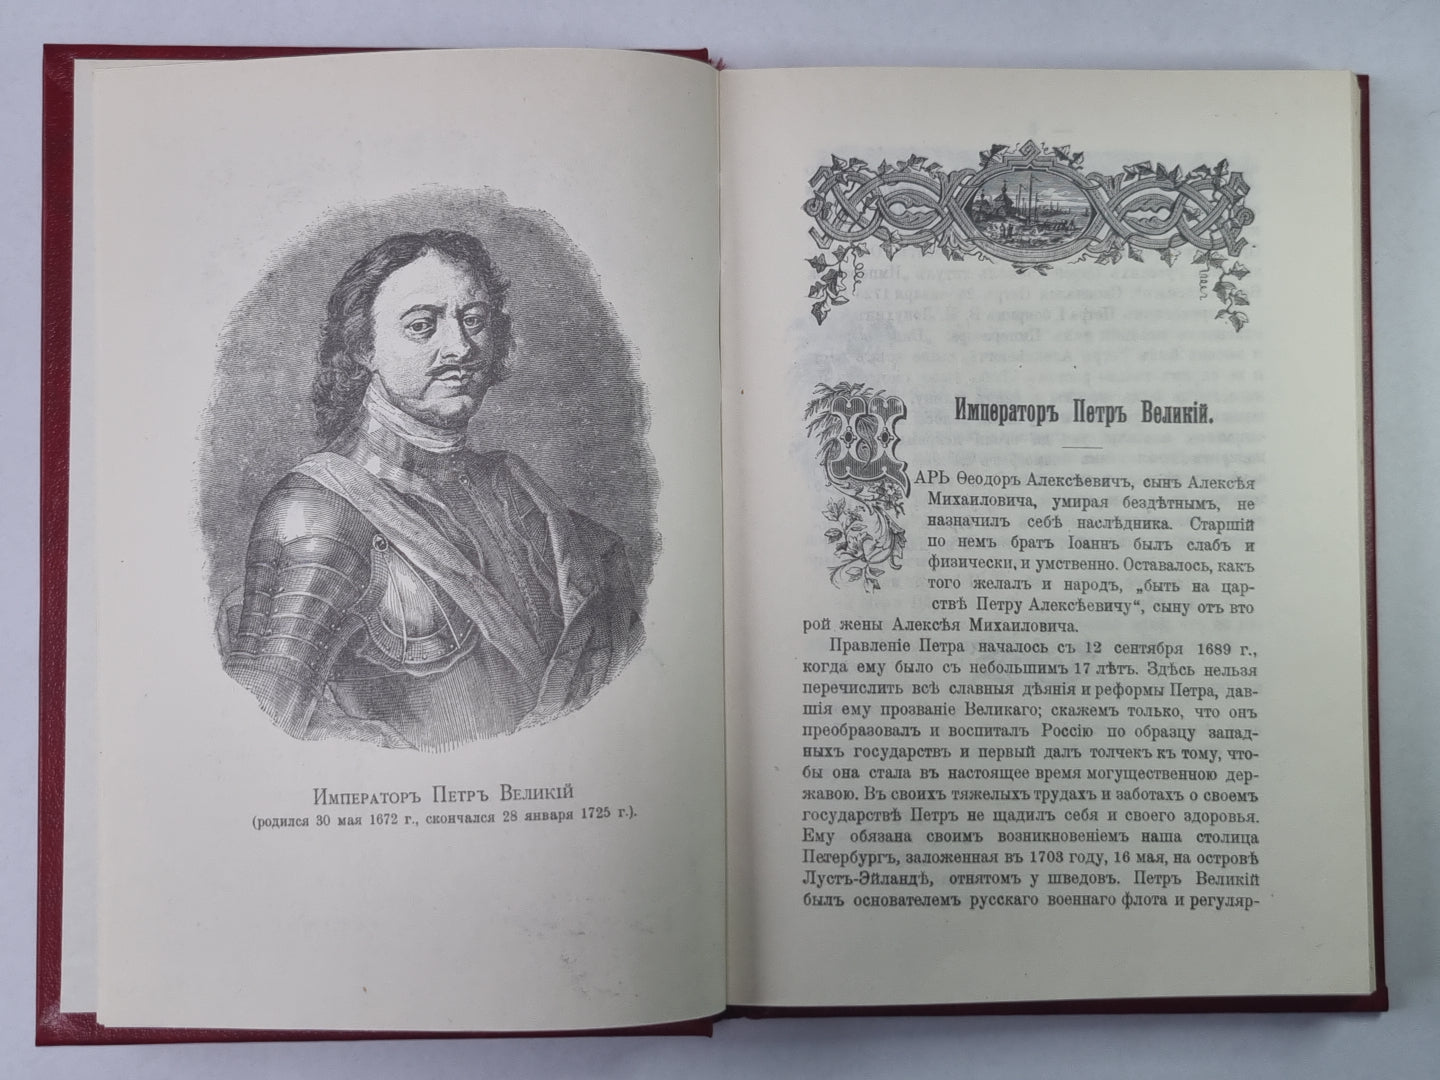 Императоръ Петръ Великій
(родился 30 мая 1672 г., скончался 28 января 1725 г.).
Императоръ Петръ Великій.
ЦАРЬ Ѳеодоръ Алексѣевичъ, сынъ Алексѣя
Михаиловича, умирая бездѣтнымъ, не
назначилъ себѣ наслѣдника. Старшій
по немъ братъ Іоаннъ былъ слабъ и
физически, и умственно. Оставалось, какъ
того желалъ и народъ, „быть на цар-
ствѣ Петру Алексѣевичу“, сыну отъ вто
рой жены Алексѣя Михаиловича.
Правленіе Петра началось съ 12 сентября 1689 г.,
когда ему было съ небольшимъ 17 лѣтъ. Здѣсь нельзя
перечислить всѣ славныя дѣянія и реформы Петра, дав-
шія ему прозваніе Великаго; скажемъ только, что онъ
преобразовалъ и воспиталъ Россію по образцу запад-
ныхъ государствъ и первый далъ толчекъ къ тому, что-
бы она стала въ настоящее время могущественною дер-
жавою. Въ своихъ тяжелыхъ трудахъ и заботахъ о своемъ
государствѣ Петръ не щадилъ себя и своего здоровья.
Ему обязана своимъ возникновеніемъ наша столица
Петербургъ, заложенная въ 1703 году, 16 мая, на островѣ
Лустъ-Эйландѣ, отнятомъ у шведовъ. Петръ Великій
былъ основателемъ русскаго военнаго флота и регуляр-